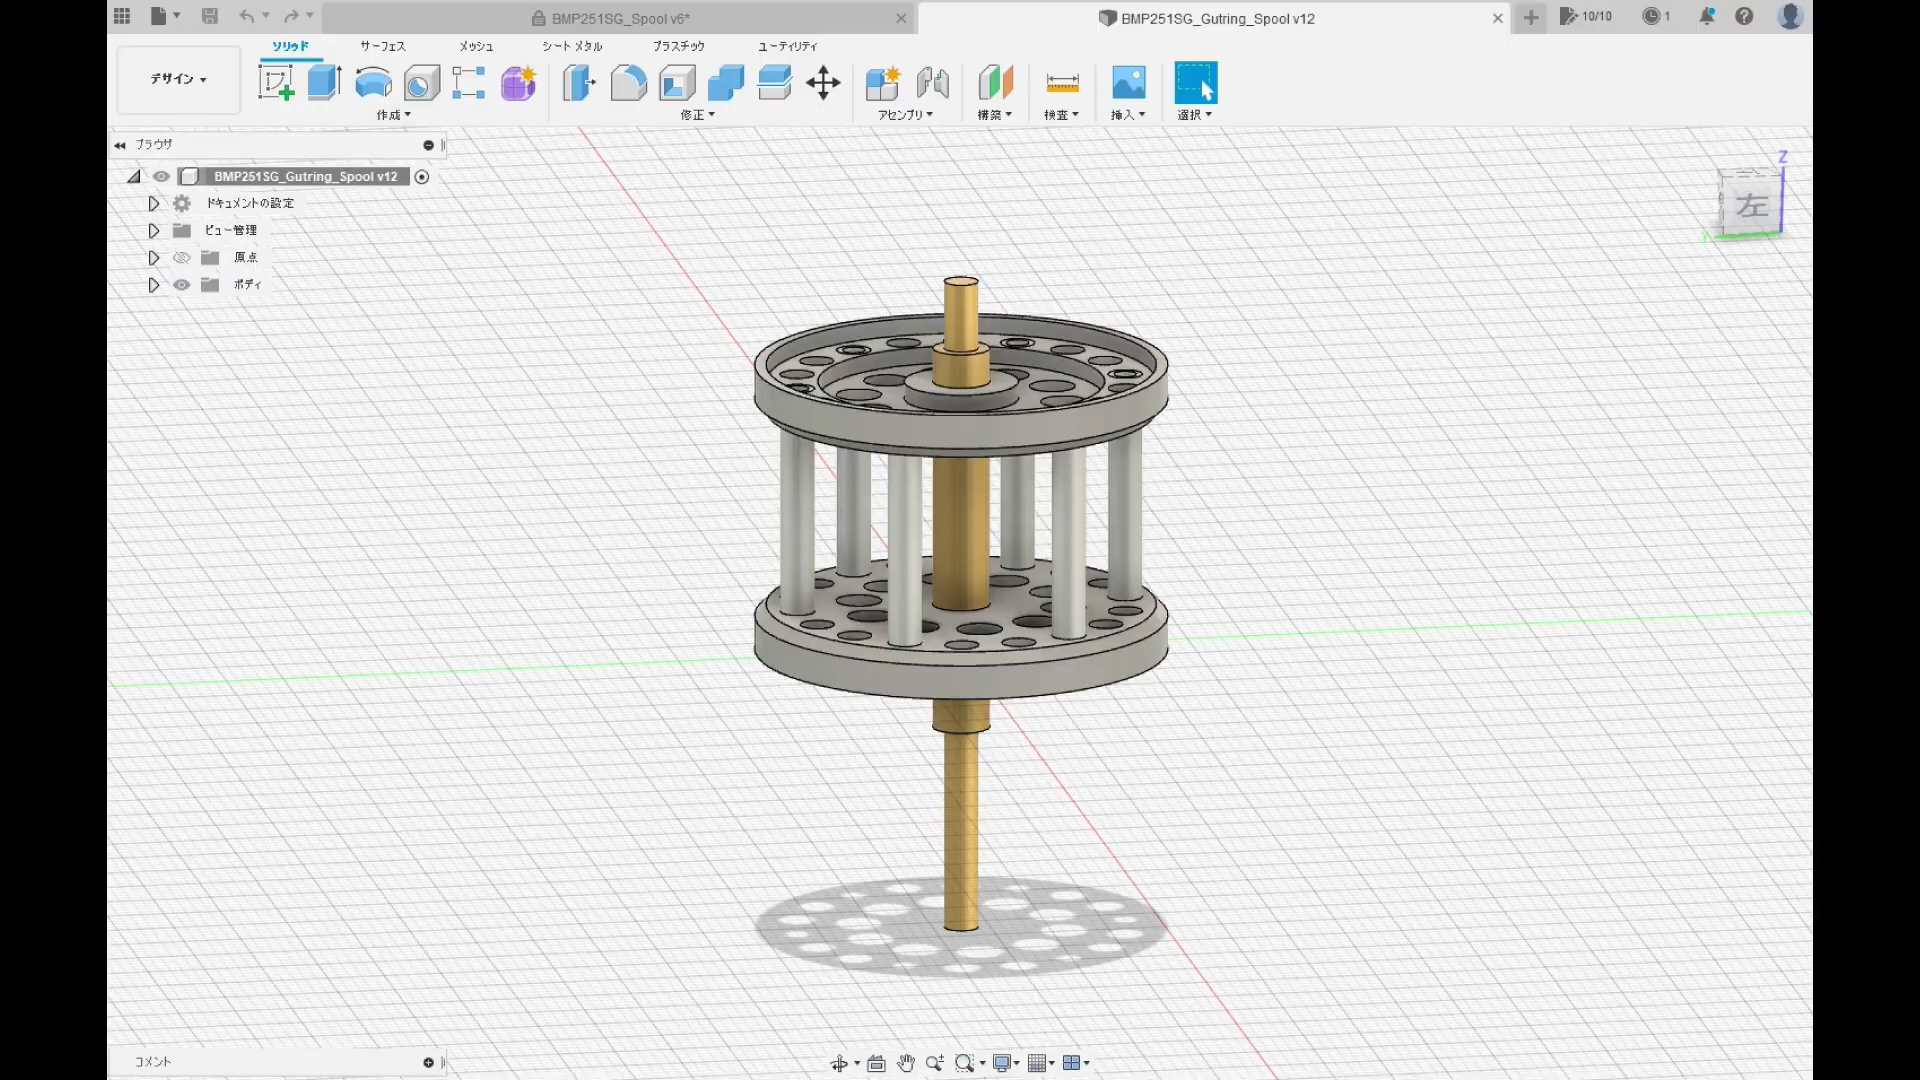 BMP251SG_Spool v6*
BMP251SG_Gutring_Spool v12
10/10
1
デザイン
ソリッド
サーフェス
メッシュ
シート メタル
プラスチック
ユーティリティ
作成
修正
アセンブリ
構築
検査
挿入
選択
ブラウザ
BMP251SG_Gutring_Spool v12
ドキュメントの設定
ビュー管理
原点
ボディ
Z
左
Y
コメント